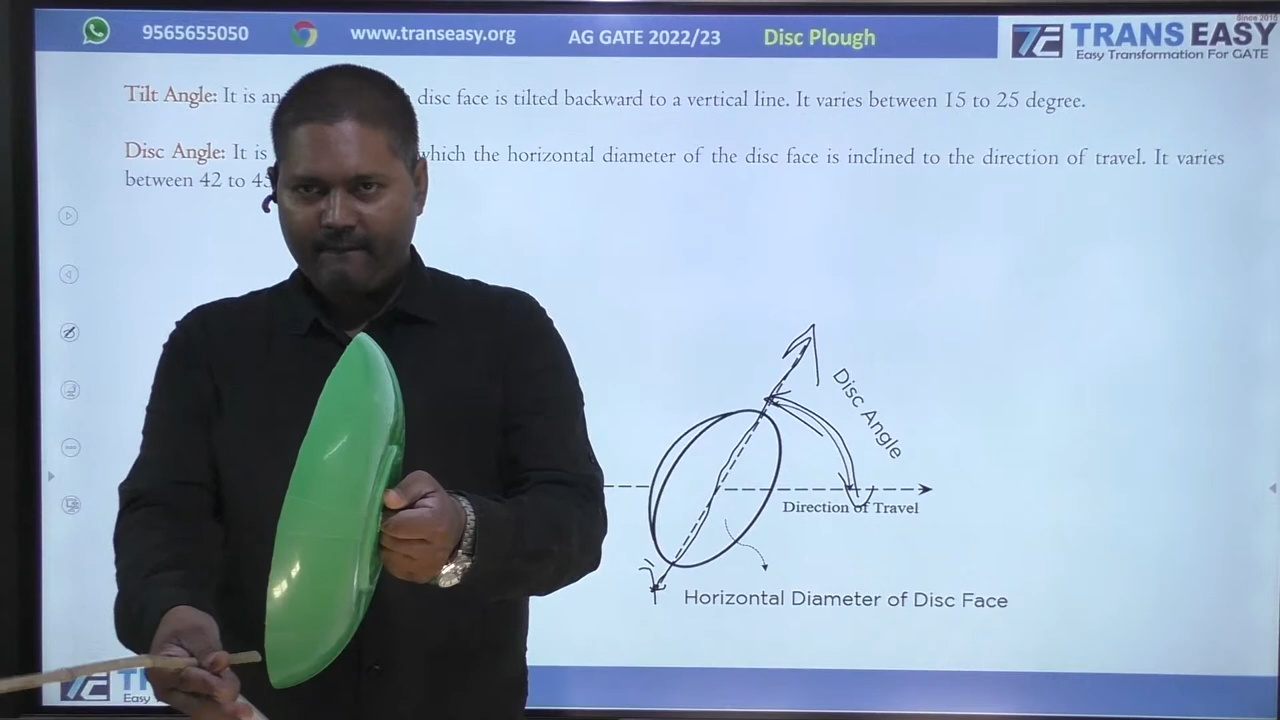 9565655050 www.transeasy.org AG GATE 2022/23 Disc Plough
Since 2015
TRANS EASY
Easy Transformation For GATE
Tilt Angle: It is an disc face is tilted backward to a vertical line. It varies between 15 to 25 degree.
Disc Angle: It is which the horizontal diameter of the disc face is inclined to the direction of travel. It varies
between 42 to 45
Disc Angle
Direction of Travel
Horizontal Diameter of Disc Face
Easy